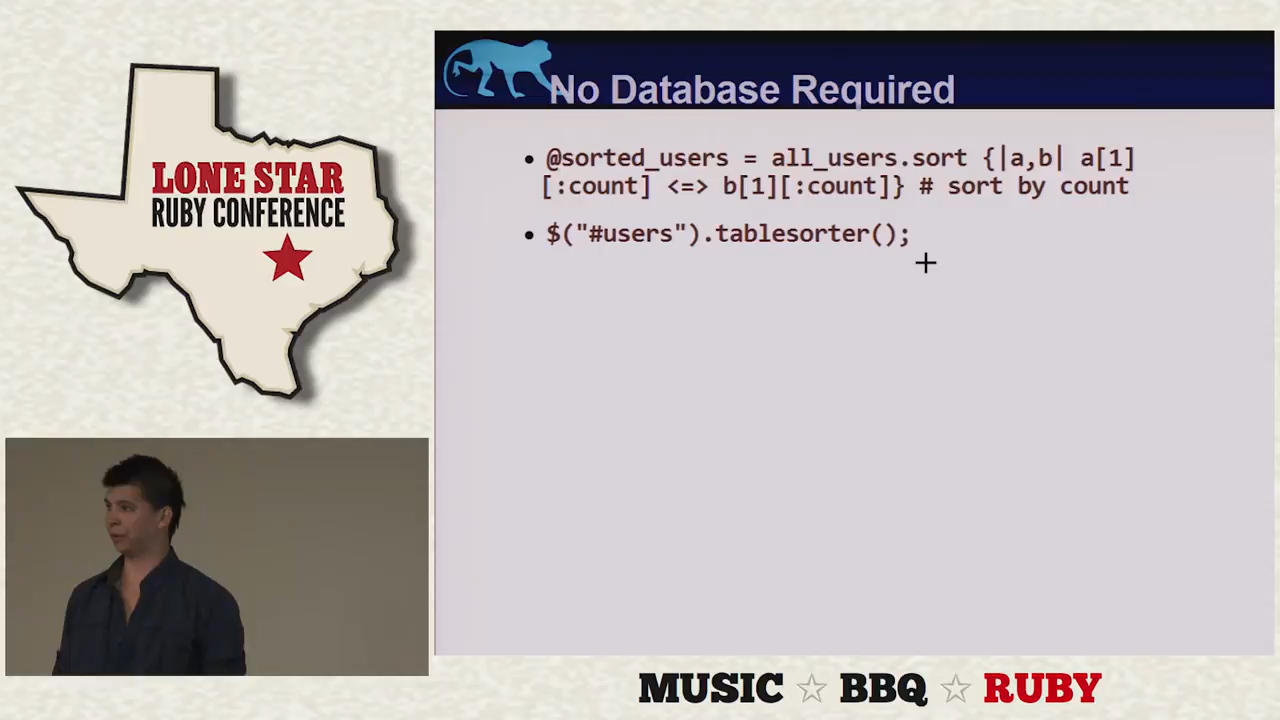 LONE STAR
RUBY CONFERENCE
No Database Required
• @sorted_users = all_users.sort {|a,b| a[1]
[:count] <=> b[1][:count]} # sort by count
• $("#users").tablesorter();
MUSIC ☆ BBQ ☆ RUBY